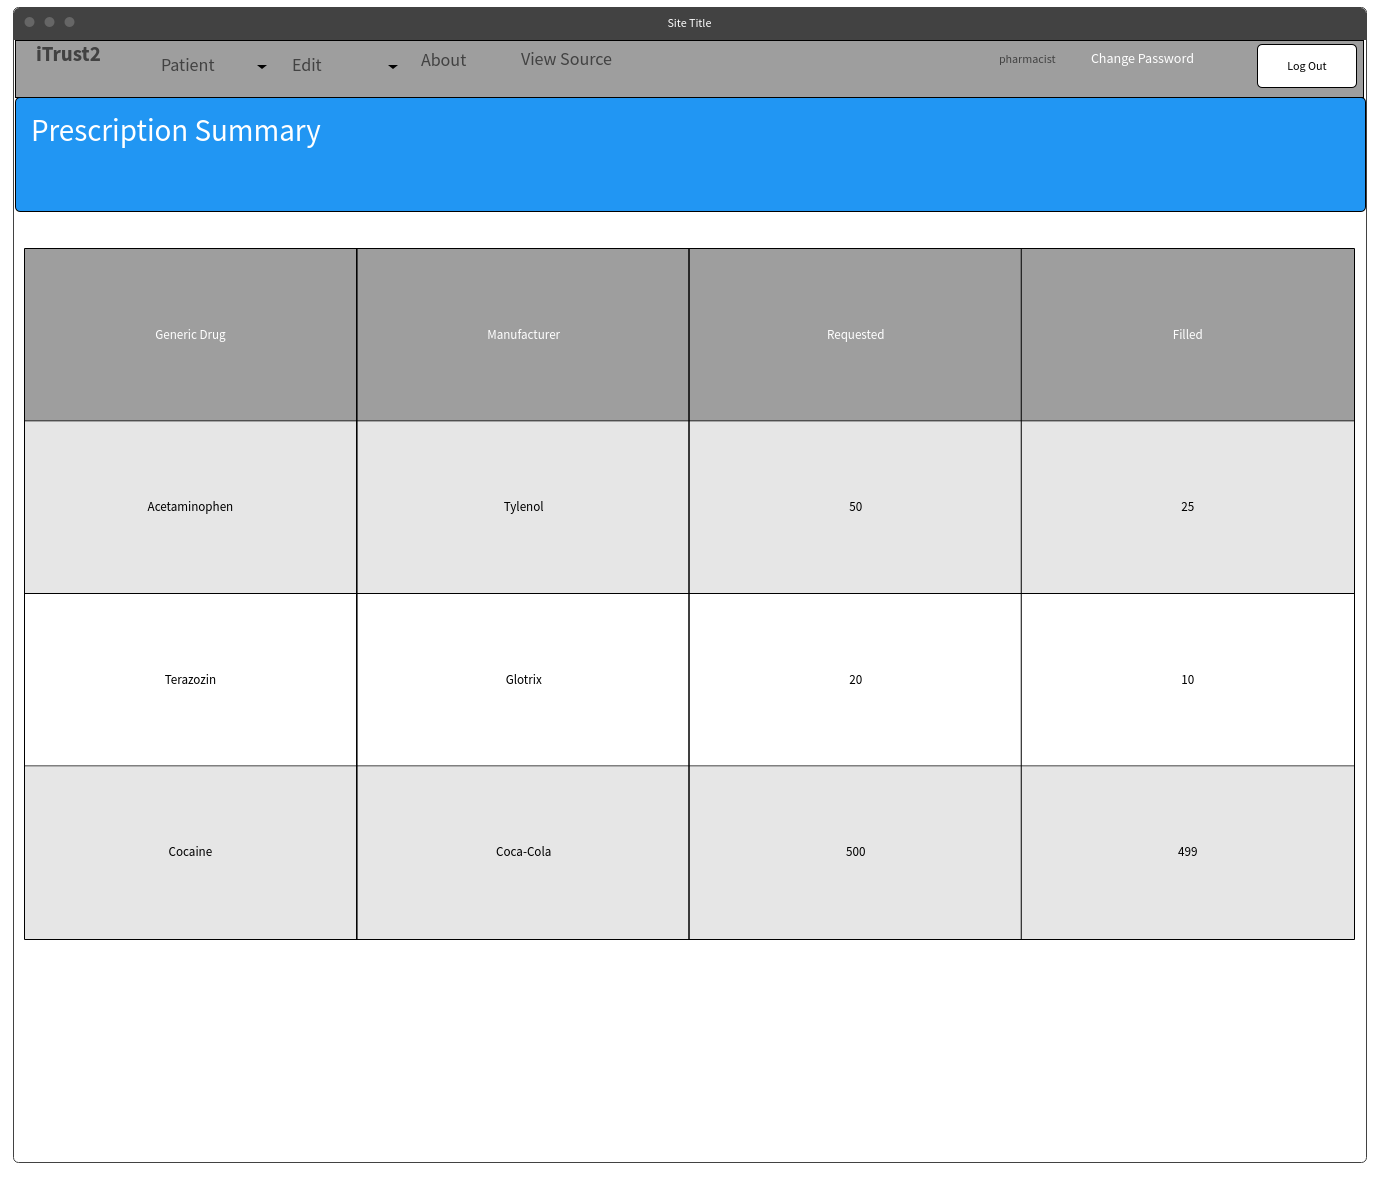 Site Title
iTrust2 Patient Edit About View Source pharmacist Change Password Log Out
Prescription Summary
Generic Drug Manufacturer Requested Filled
Acetaminophen Tylenol 50 25
Terazozin Glotrix 20 10
Cocaine Coca-Cola 500 499